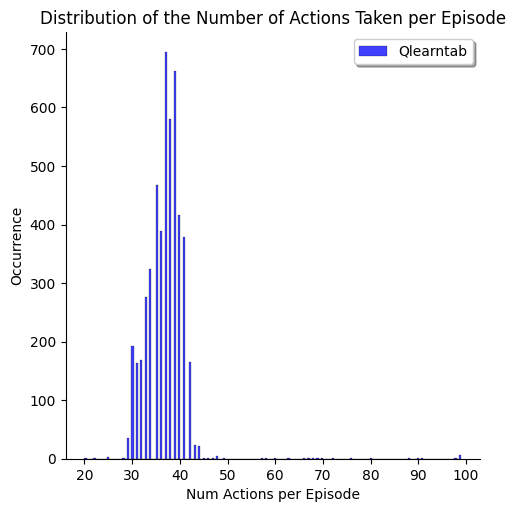 Distribution of the Number of Actions Taken per Episode
Qlearntab
Occurrence
700
600
500
400
300
200
100
0
20 30 40 50 60 70 80 90 100
Num Actions per Episode